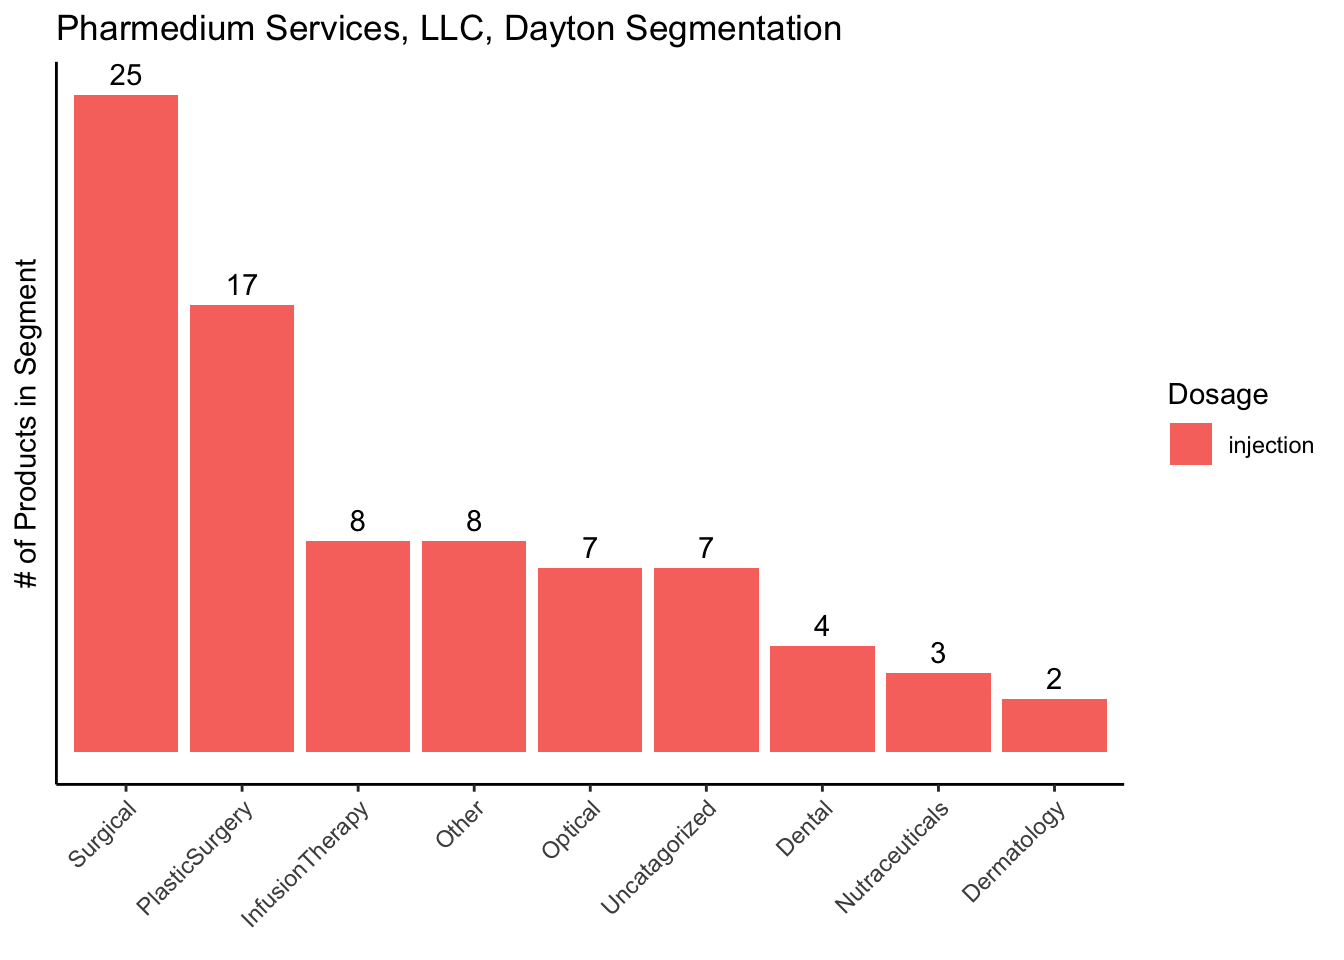 Pharmedium Services, LLC, Dayton Segmentation
# of Products in Segment
25
17
8
8
7
7
4
3
2
Surgical
PlasticSurgery
InfusionTherapy
Other
Optical
Uncatagorized
Dental
Nutraceuticals
Dermatology
Dosage
injection